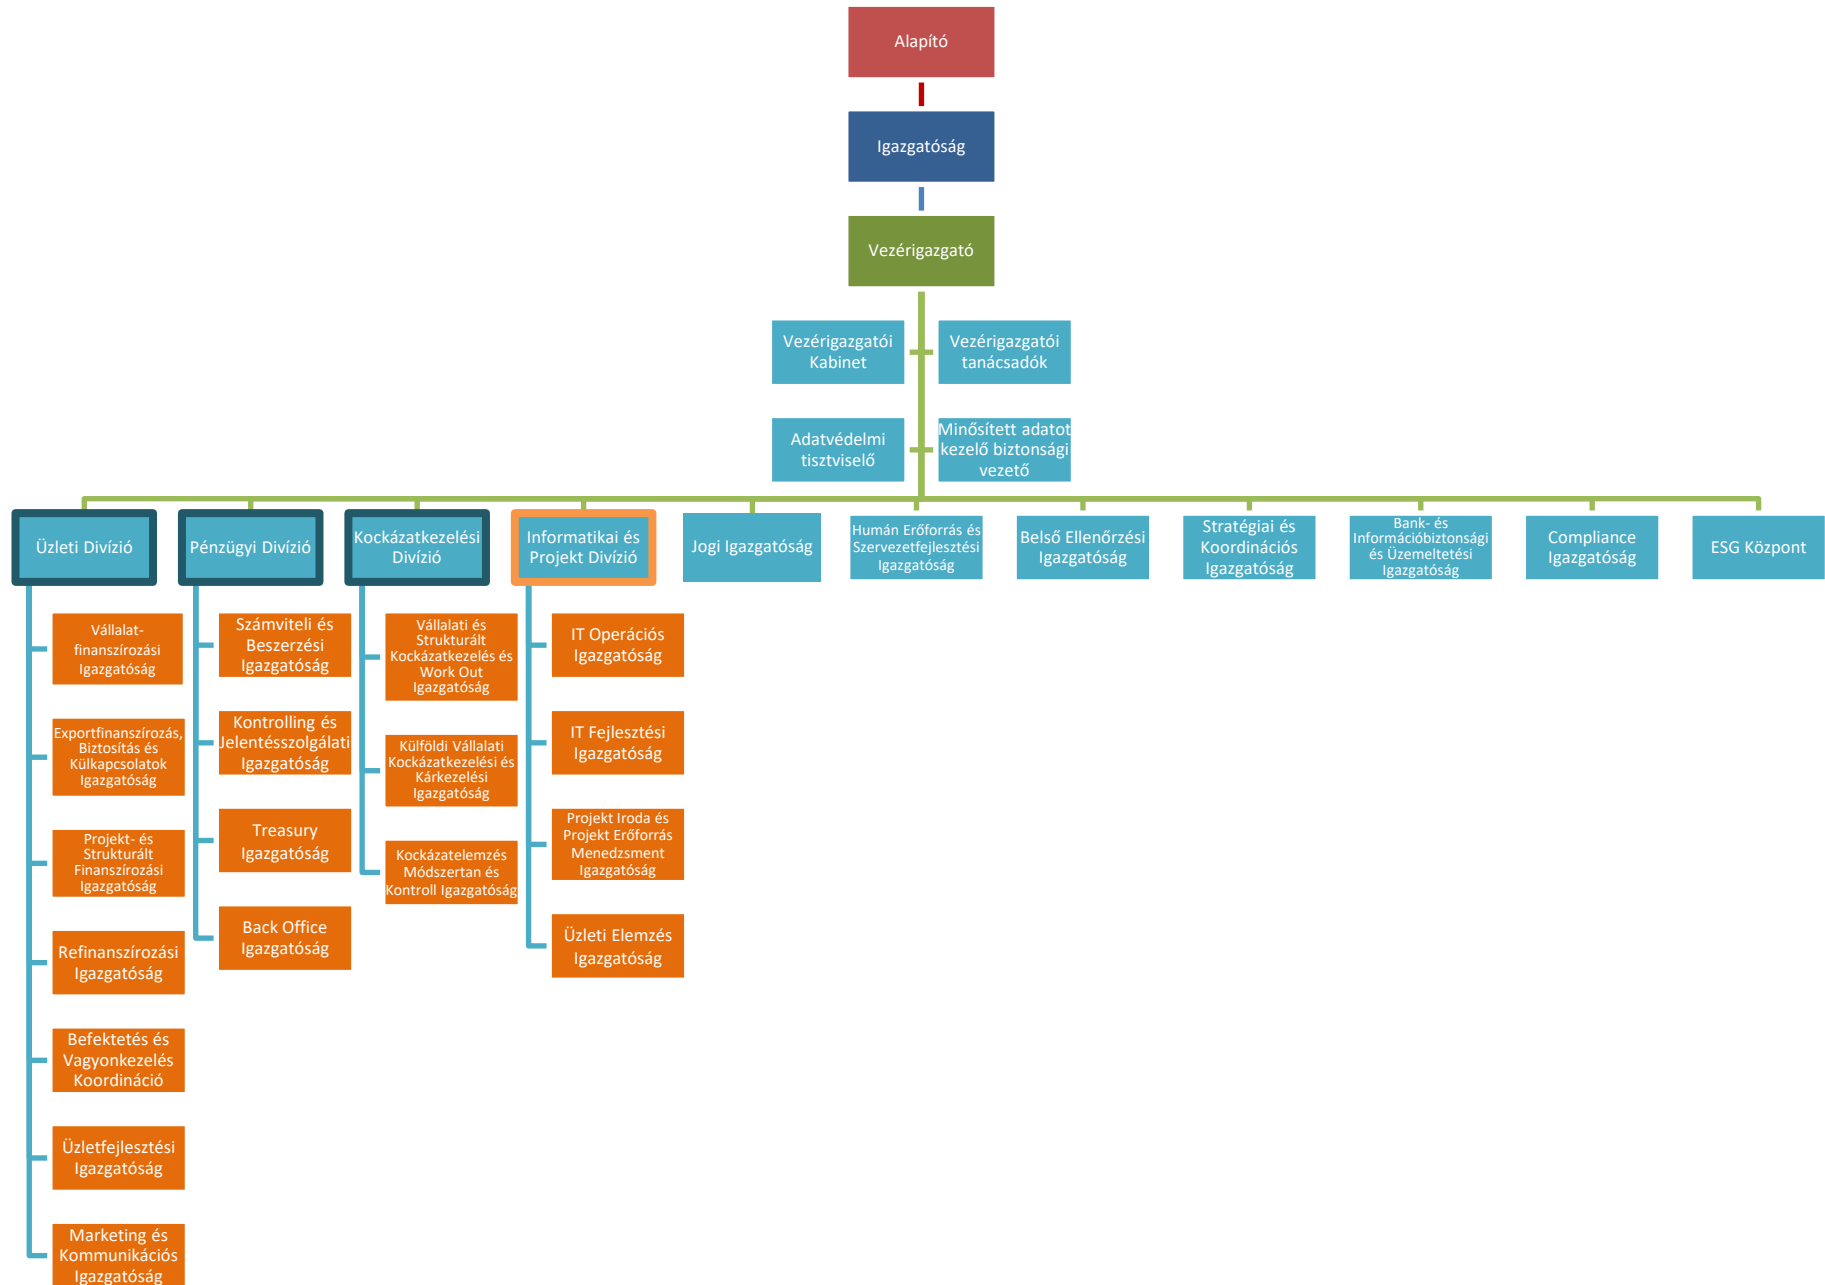 Alapító
Igazgatóság
Vezérigazgató
Vezérigazgatói
Kabinet
Vezérigazgatói
tanácsadók
Adatvédelmi
tisztviselő
Minősített adatot
kezelő biztonsági
vezető
Üzleti Divízió
Pénzügyi Divízió
Kockázatkezelési
Divízió
Informatikai és
Projekt Divízió
Jogi Igazgatóság
Humán Erőforrás és
Szervezetfejlesztési
Igazgatóság
Belső Ellenőrzési
Igazgatóság
Stratégiai és
Koordinációs
Igazgatóság
Bank- és
Információbiztonsági
és Üzemeltetési
Igazgatóság
Compliance
Igazgatóság
ESG Központ
Vállalat-
finanszírozási
Igazgatóság
Exportfinanszírozás,
Biztosítás és
Külkapcsolatok
Igazgatóság
Projekt- és
Strukturált
Finanszírozási
Igazgatóság
Refinanszírozási
Igazgatóság
Befektetés és
Vagyonkezelés
Koordináció
Üzletfejlesztési
Igazgatóság
Marketing és
Kommunikációs
Igazgatóság
Számviteli és
Beszerzési
Igazgatóság
Kontrolling és
Jelentésszolgálati
Igazgatóság
Treasury
Igazgatóság
Back Office
Igazgatóság
Vállalati és
Strukturált
Kockázatkezelés és
Work Out
Igazgatóság
Külföldi Vállalati
Kockázatkezelési és
Kárkezelési
Igazgatóság
Kockázatelemzés
Módszertan és
Kontroll Igazgatóság
IT Operációs
Igazgatóság
IT Fejlesztési
Igazgatóság
Projekt Iroda és
Projekt Erőforrás
Menedzsment
Igazgatóság
Üzleti Elemzés
Igazgatóság